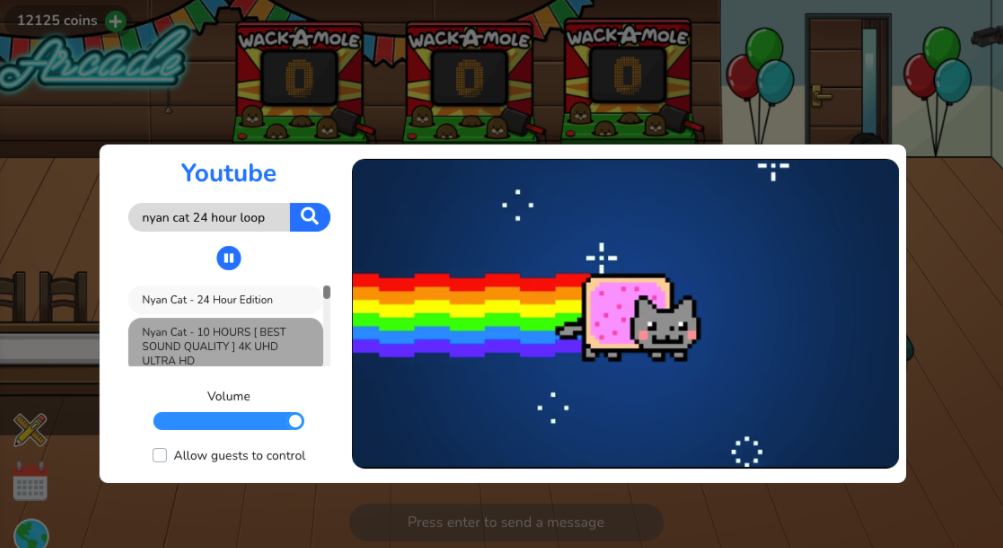 12125 coins
Arcade
WACK-A-MOLE
WACK-A-MOLE
WACK-A-MOLE
0
0
0
Youtube
nyan cat 24 hour loop
Nyan Cat - 24 Hour Edition
Nyan Cat - 10 HOURS [ BEST
SOUND QUALITY ] 4K UHD
ULTRA HD
Volume
Allow guests to control
Press enter to send a message